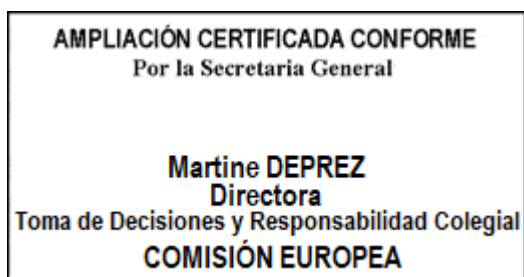 AMPLIACIÓN CERTIFICADA CONFORME
Por la Secretaria General
Martine DEPREZ
Directora
Toma de Decisiones y Responsabilidad Colegial
COMISIÓN EUROPEA